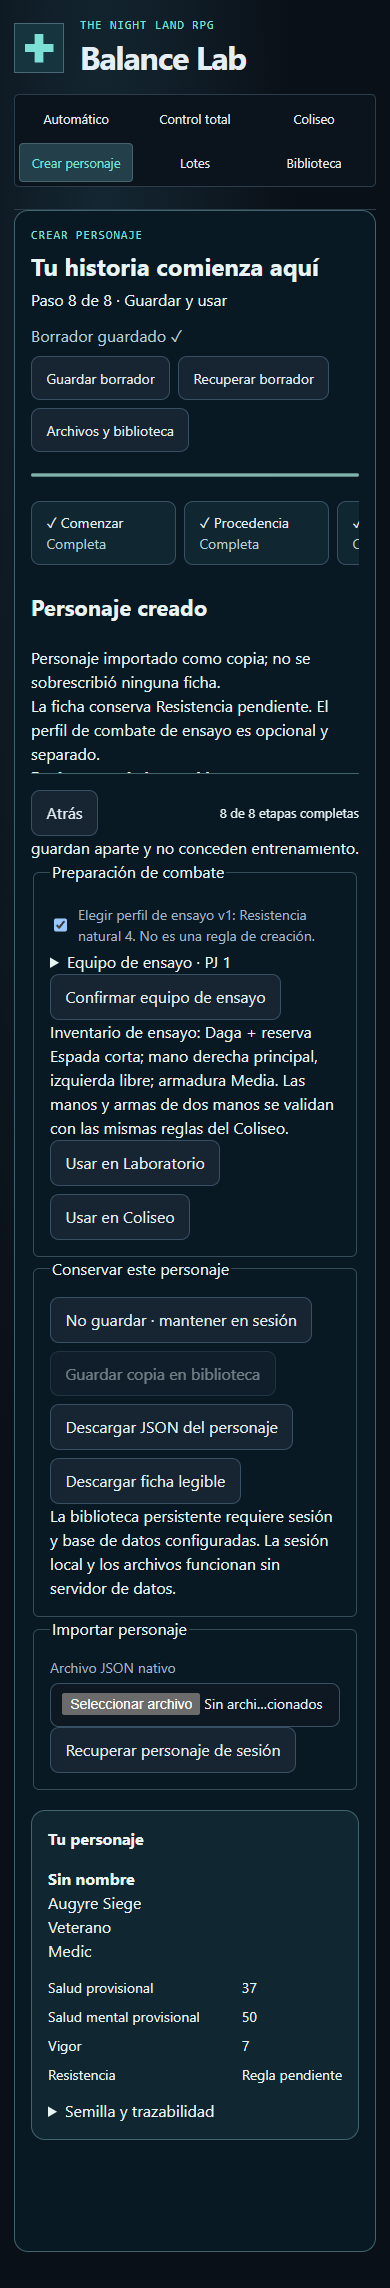 THE NIGHT LAND RPG
Balance Lab
Automático
Control total
Coliseo
Crear personaje
Lotes
Biblioteca
CREAR PERSONAJE
Tu historia comienza aquí
Paso 8 de 8 · Guardar y usar
Borrador guardado ✓
Guardar borrador
Recuperar borrador
Archivos y biblioteca
✓ Comenzar
Completa
✓ Procedencia
Completa
✓
Personaje creado
Personaje importado como copia; no se
sobrescribió ninguna ficha.
La ficha conserva Resistencia pendiente. El
perfil de combate de ensayo es opcional y
separado.
Atrás
8 de 8 etapas completas
guardan aparte y no conceden entrenamiento.
Preparación de combate
Elegir perfil de ensayo v1: Resistencia
natural 4. No es una regla de creación.
▶ Equipo de ensayo · PJ 1
Confirmar equipo de ensayo
Inventario de ensayo: Daga + reserva
Espada corta; mano derecha principal,
izquierda libre; armadura Media. Las
manos y armas de dos manos se validan
con las mismas reglas del Coliseo.
Usar en Laboratorio
Usar en Coliseo
Conservar este personaje
No guardar · mantener en sesión
Guardar copia en biblioteca
Descargar JSON del personaje
Descargar ficha legible
La biblioteca persistente requiere sesión
y base de datos configuradas. La sesión
local y los archivos funcionan sin
servidor de datos.
Importar personaje
Archivo JSON nativo
Seleccionar archivo Sin archi...cionados
Recuperar personaje de sesión
Tu personaje
Sin nombre
Augyre Siege
Veterano
Medic
Salud provisional 37
Salud mental provisional 50
Vigor 7
Resistencia Regla pendiente
▶ Semilla y trazabilidad